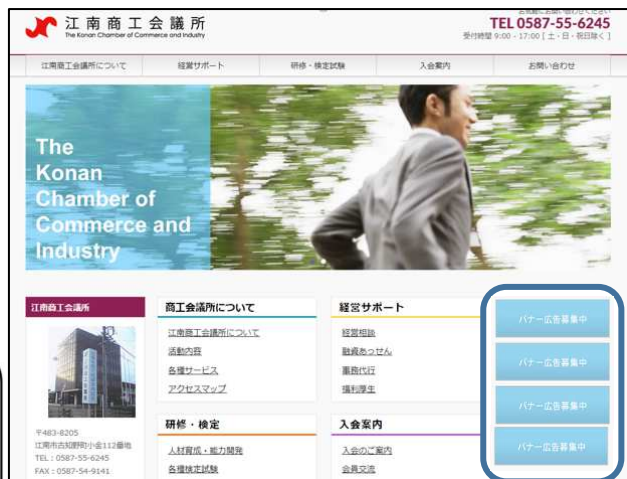 江南商工会議所
The Konan Chamber of Commerce and Industry
TEL 0587-55-6245
受付時間 9:00 - 17:00 [ 土・日・祝日除く ]
江南商工会議所について
経営サポート
研修・検定試験
入会案内
お問い合わせ
The
Konan
Chamber of
Commerce and
Industry
江南商工会議所
〒483-8205
江南市古知野町小金112番地
TEL : 0587-55-6245
FAX : 0587-54-9141
商工会議所について
江南商工会議所について
活動内容
各種サービス
アクセスマップ
経営サポート
経営相談
融資あっせん
事務代行
福利厚生
研修・検定
人材育成・能力開発
各種検定試験
入会案内
入会のご案内
会員交流
バナー広告募集中
バナー広告募集中
バナー広告募集中
バナー広告募集中